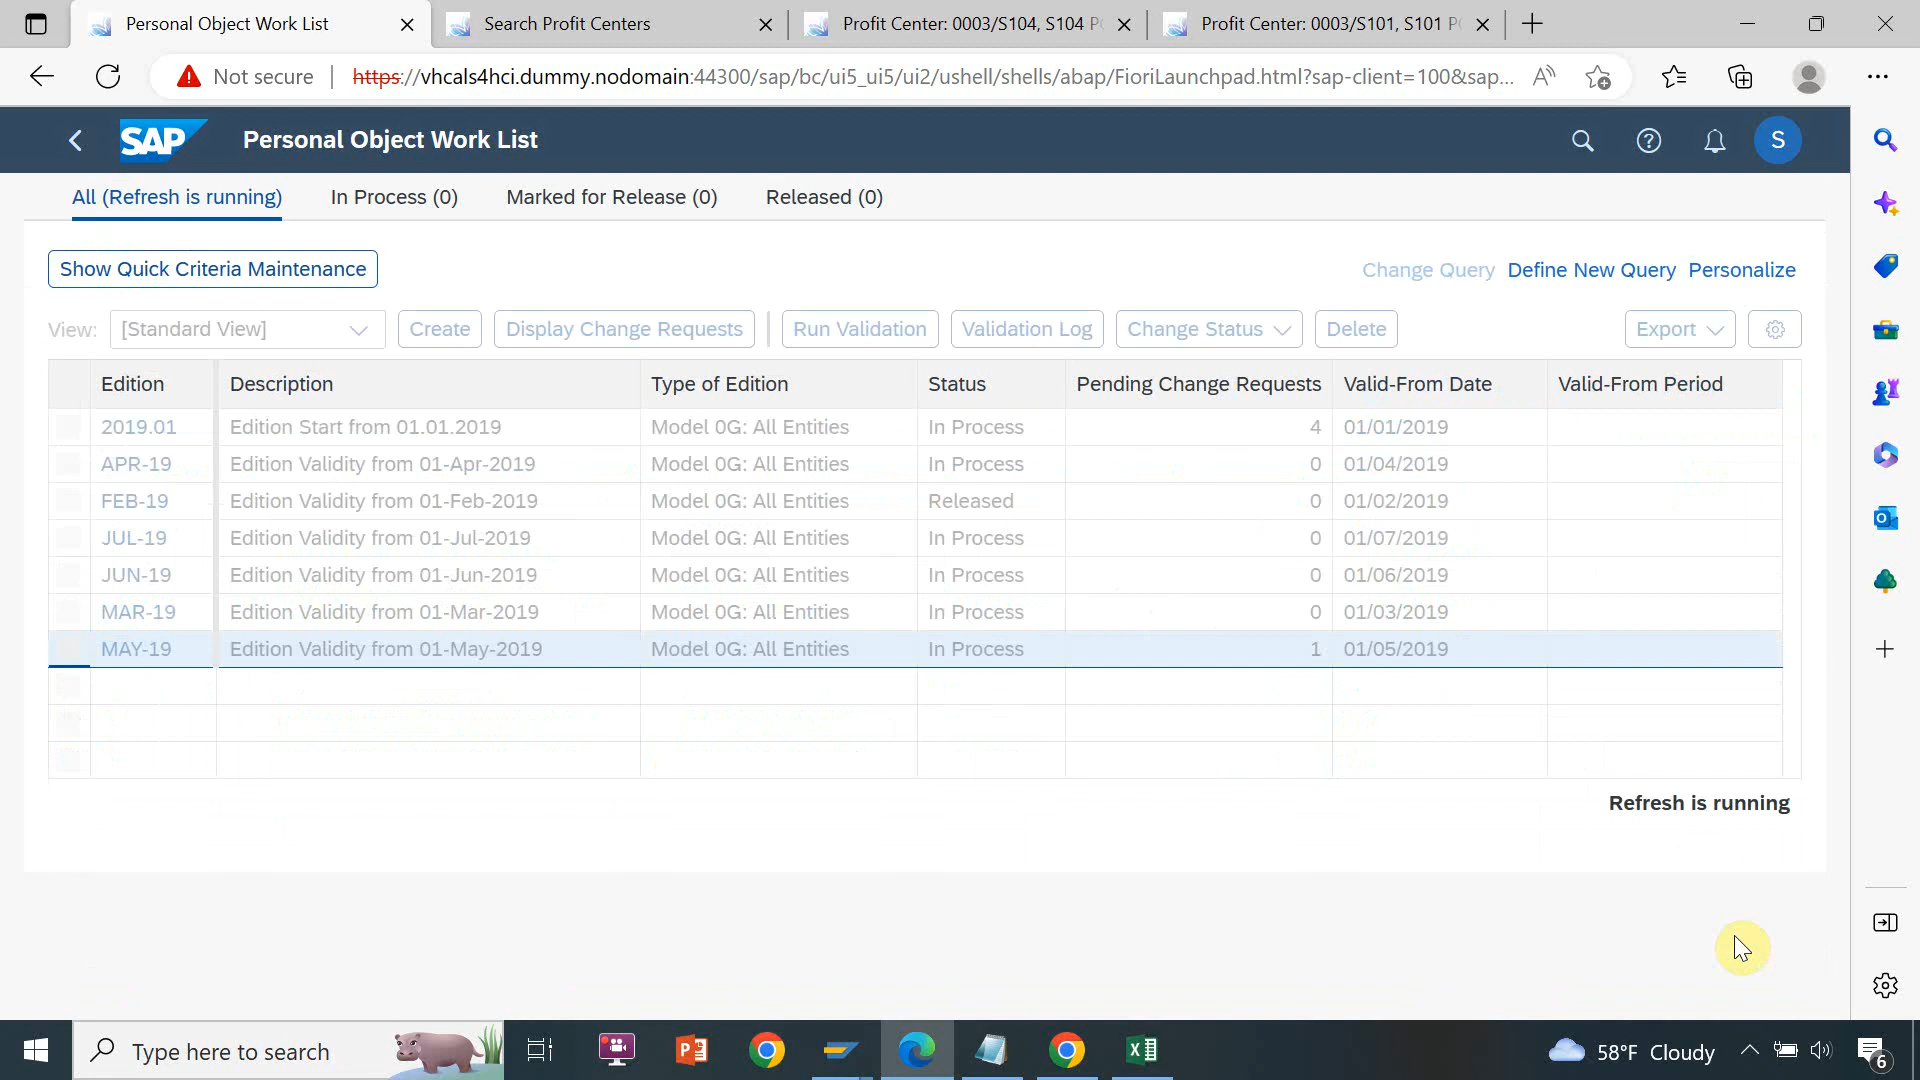 Personal Object Work List
Search Profit Centers
Profit Center: 0003/S104, S104 P
Profit Center: 0003/S101, S101 P
Not secure
https://vhcals4hci.dummy.nodomain:44300/sap/bc/ui5_ui5/ui2/ushell/shells/abap/FioriLaunchpad.html?sap-client=100&sap...
SAP
Personal Object Work List
S
All (Refresh is running)
In Process (0)
Marked for Release (0)
Released (0)
Show Quick Criteria Maintenance
Change Query
Define New Query
Personalize
View:
[Standard View]
Create
Display Change Requests
Run Validation
Validation Log
Change Status
Delete
Export
Edition Description Type of Edition Status Pending Change Requests Valid-From Date Valid-From Period
2019.01 Edition Start from 01.01.2019 Model 0G: All Entities In Process 4 01/01/2019
APR-19 Edition Validity from 01-Apr-2019 Model 0G: All Entities In Process 0 01/04/2019
FEB-19 Edition Validity from 01-Feb-2019 Model 0G: All Entities Released 0 01/02/2019
JUL-19 Edition Validity from 01-Jul-2019 Model 0G: All Entities In Process 0 01/07/2019
JUN-19 Edition Validity from 01-Jun-2019 Model 0G: All Entities In Process 0 01/06/2019
MAR-19 Edition Validity from 01-Mar-2019 Model 0G: All Entities In Process 0 01/03/2019
MAY-19 Edition Validity from 01-May-2019 Model 0G: All Entities In Process 1 01/05/2019
Refresh is running
Type here to search
58°F Cloudy
6